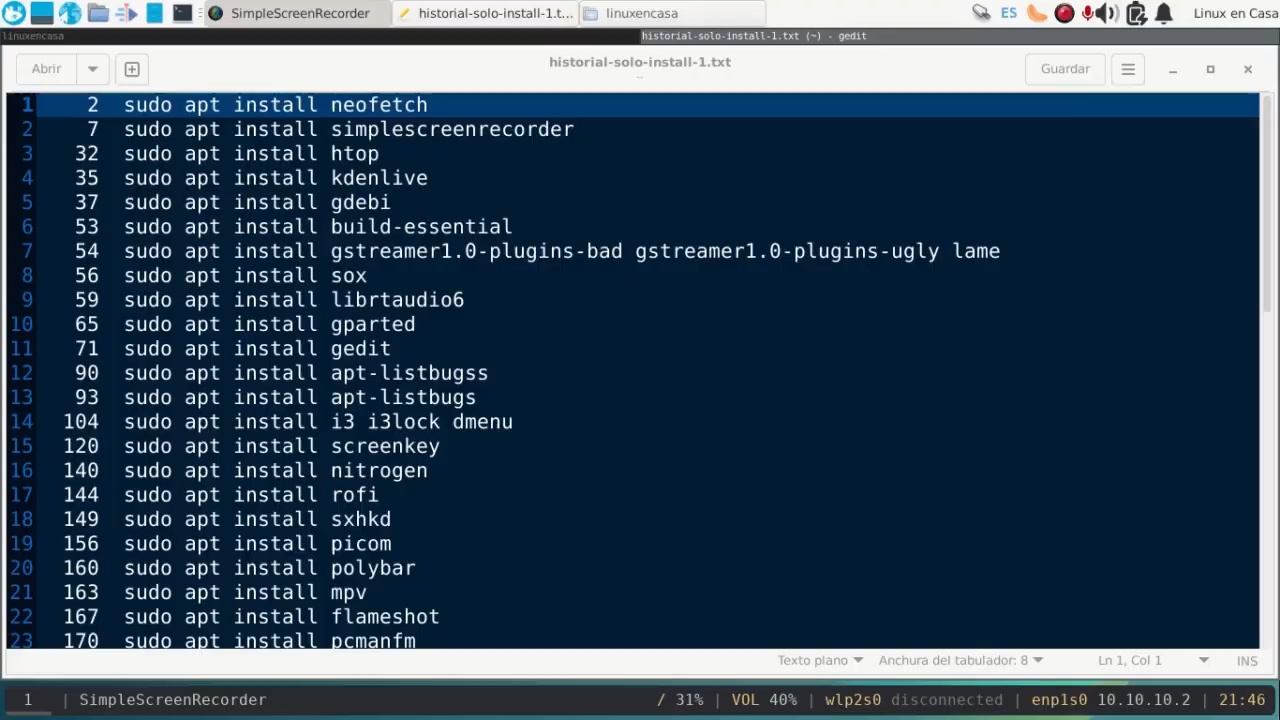 SimpleScreenRecorder
historial-solo-install-1.t...
linuxencasa
ES
Linux en Casa
linuxencasa
historial-solo-install-1.txt (~) - gedit
Abrir
historial-solo-install-1.txt
Guardar
1 2 sudo apt install neofetch
2 7 sudo apt install simplescreenrecorder
3 32 sudo apt install htop
4 35 sudo apt install kdenlive
5 37 sudo apt install gdebi
6 53 sudo apt install build-essential
7 54 sudo apt install gstreamer1.0-plugins-bad gstreamer1.0-plugins-ugly lame
8 56 sudo apt install sox
9 59 sudo apt install librtaudio6
10 65 sudo apt install gparted
11 71 sudo apt install gedit
12 90 sudo apt install apt-listbugss
13 93 sudo apt install apt-listbugs
14 104 sudo apt install i3 i3lock dmenu
15 120 sudo apt install screenkey
16 140 sudo apt install nitrogen
17 144 sudo apt install rofi
18 149 sudo apt install sxhkd
19 156 sudo apt install picom
20 160 sudo apt install polybar
21 163 sudo apt install mpv
22 167 sudo apt install flameshot
23 170 sudo apt install pcmanfm
Texto plano
Anchura del tabulador: 8
Ln 1, Col 1
INS
1 | SimpleScreenRecorder
/ 31% | VOL 40% | wlp2s0 disconnected | enp1s0 10.10.10.2 | 21:46